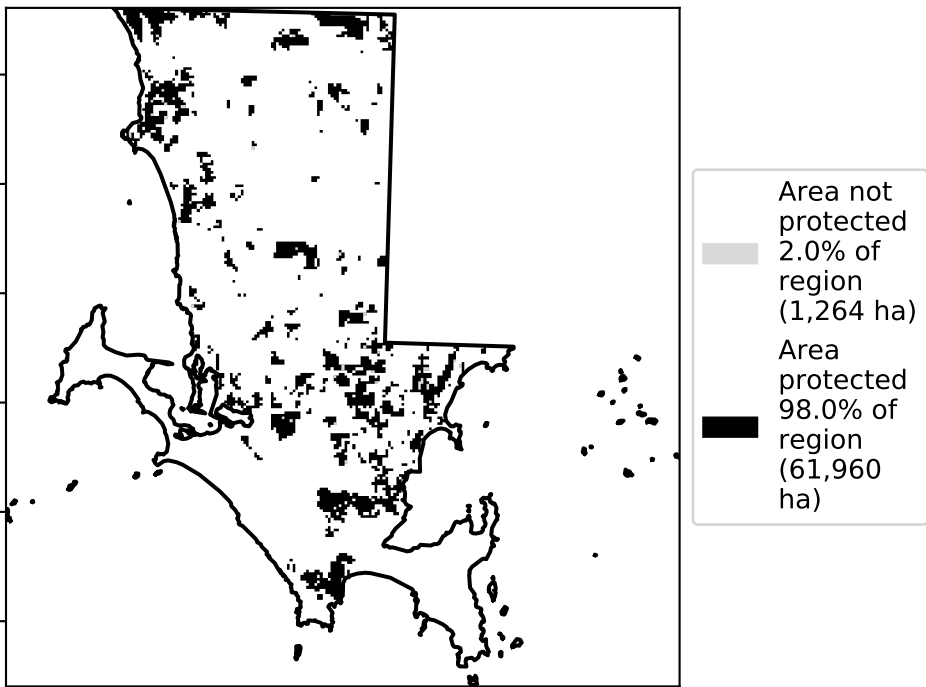 Area not
protected
2.0% of
region
(1,264 ha)
Area
protected
98.0% of
region
(61,960
ha)